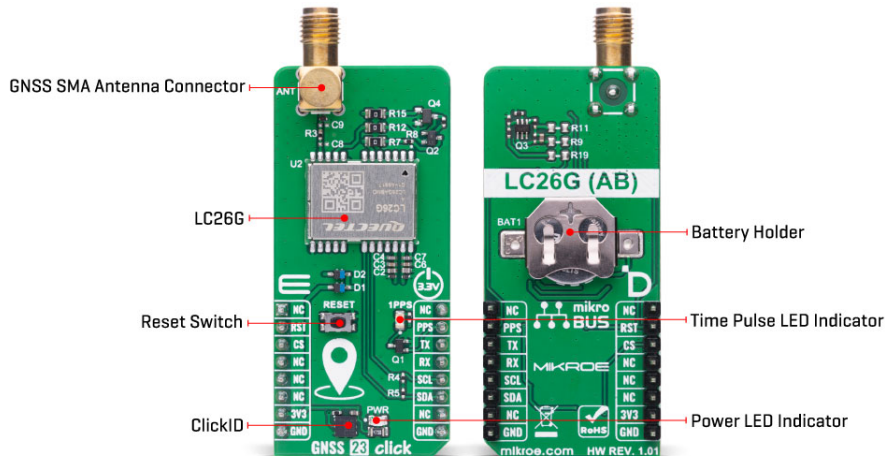 GNSS SMA Antenna Connector
ANT
C9
R3
C8
R15
R12
R7
Q4
R8
Q2
U2
LC26G
QUECTEL
LC26G
C7
C6
D2
D1
3.3V
RESET
Reset Switch
1PPS
Q1
NC
RST
CS
NC
NC
NC
3V3
GND
NC
PPS
TX
RX
SCL
SDA
NC
GND
R4
R5
ClickID
PWR
GNSS 23 click
Q3
R11
R9
R19
LC26G (AB)
BAT1
Battery Holder
mikro
BUS
Time Pulse LED Indicator
MIKROE
NC
PPS
TX
RX
SCL
SDA
NC
GND
NC
RST
CS
NC
NC
NC
3V3
GND
RoHS
Power LED Indicator
mikroe.com
HW REV. 1.01